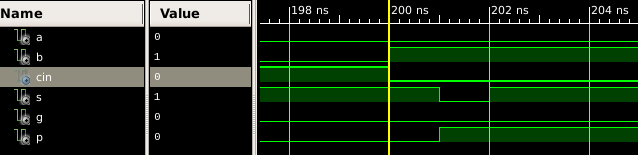 Name Value 198 ns 200 ns 202 ns 204 ns
a 0
b 1
cin 0
s 1
g 0
p 0